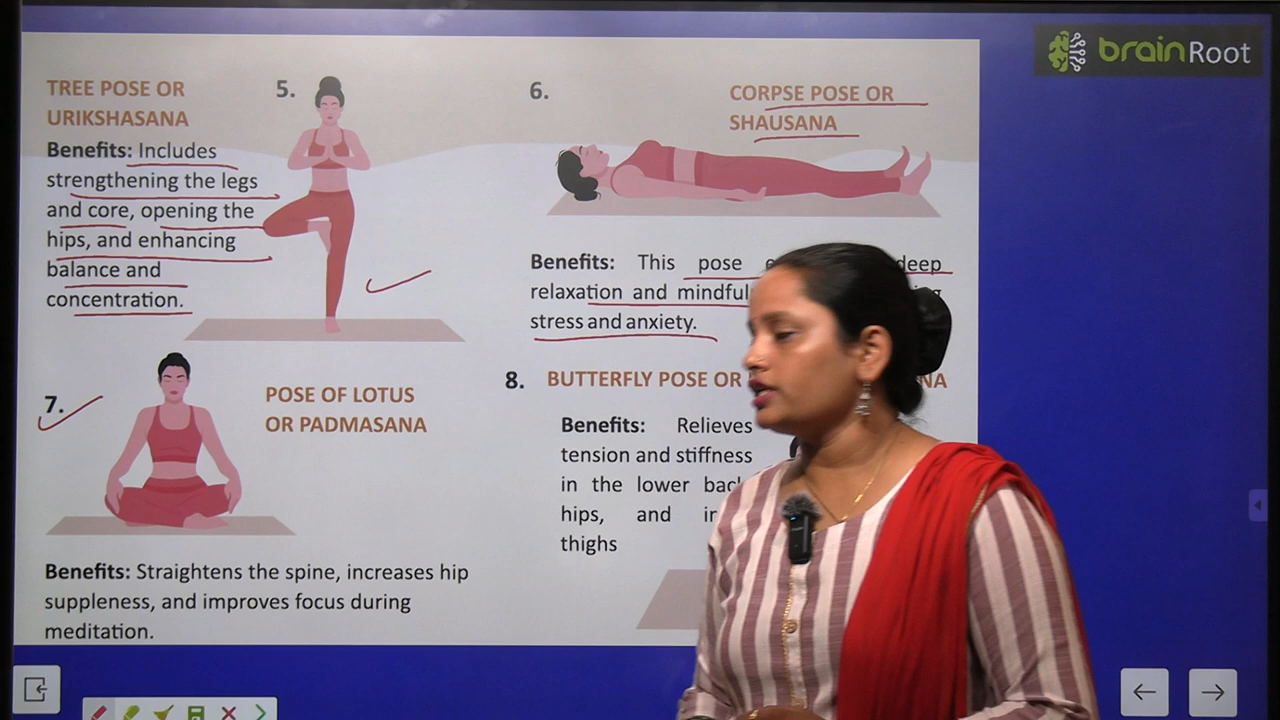 brainRoot
TREE POSE OR
URIKSHASANA
5.
Benefits: Includes
strengthening the legs
and core, opening the
hips, and enhancing
balance and
concentration.
6.
CORPSE POSE OR
SHAUSANA
Benefits: This pose deep
relaxation and
stress and anxiety.
7.
POSE OF LOTUS
OR PADMASANA
Benefits: Straightens the spine, increases hip
suppleness, and improves focus during
meditation.
8. BUTTERFLY POSE OR
Benefits: Relieves
tension and stiffness
in the lower
hips, and
thighs